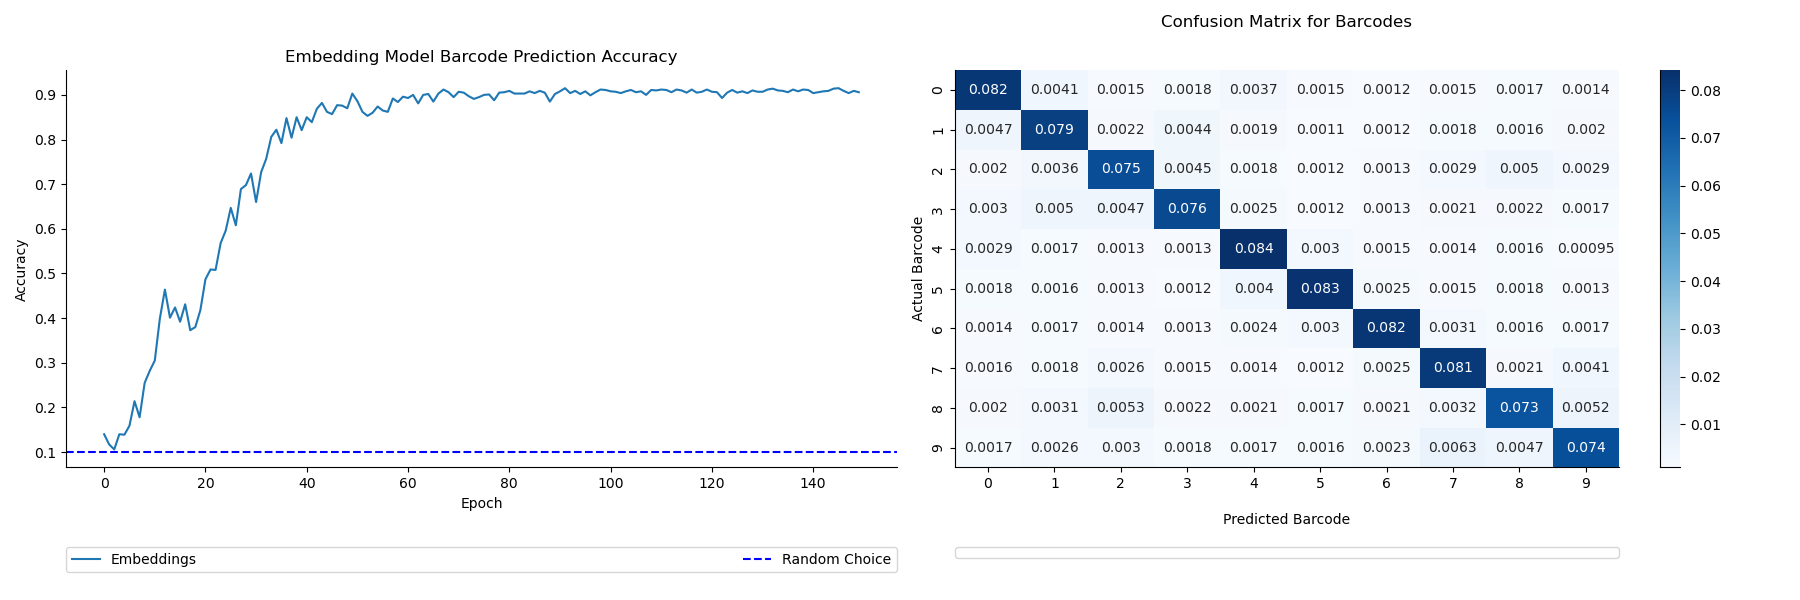 Embedding Model Barcode Prediction Accuracy
0.9
0.8
0.7
0.6
0.5
0.4
0.3
0.2
0.1
Accuracy
0 20 40 60 80 100 120 140
Epoch
Embeddings Random Choice
Confusion Matrix for Barcodes
Actual Barcode
0 0.082 0.0041 0.0015 0.0018 0.0037 0.0015 0.0012 0.0015 0.0017 0.0014
1 0.0047 0.079 0.0022 0.0044 0.0019 0.0011 0.0012 0.0018 0.0016 0.002
2 0.002 0.0036 0.075 0.0045 0.0018 0.0012 0.0013 0.0029 0.005 0.0029
3 0.003 0.005 0.0047 0.076 0.0025 0.0012 0.0013 0.0021 0.0022 0.0017
4 0.0029 0.0017 0.0013 0.0013 0.084 0.003 0.0015 0.0014 0.0016 0.00095
5 0.0018 0.0016 0.0013 0.0012 0.004 0.083 0.0025 0.0015 0.0018 0.0013
6 0.0014 0.0017 0.0014 0.0013 0.0024 0.003 0.082 0.0031 0.0016 0.0017
7 0.0016 0.0018 0.0026 0.0015 0.0014 0.0012 0.0025 0.081 0.0021 0.0041
8 0.002 0.0031 0.0053 0.0022 0.0021 0.0017 0.0021 0.0032 0.073 0.0052
9 0.0017 0.0026 0.003 0.0018 0.0017 0.0016 0.0023 0.0063 0.0047 0.074
0 1 2 3 4 5 6 7 8 9
Predicted Barcode
0.08
0.07
0.06
0.05
0.04
0.03
0.02
0.01